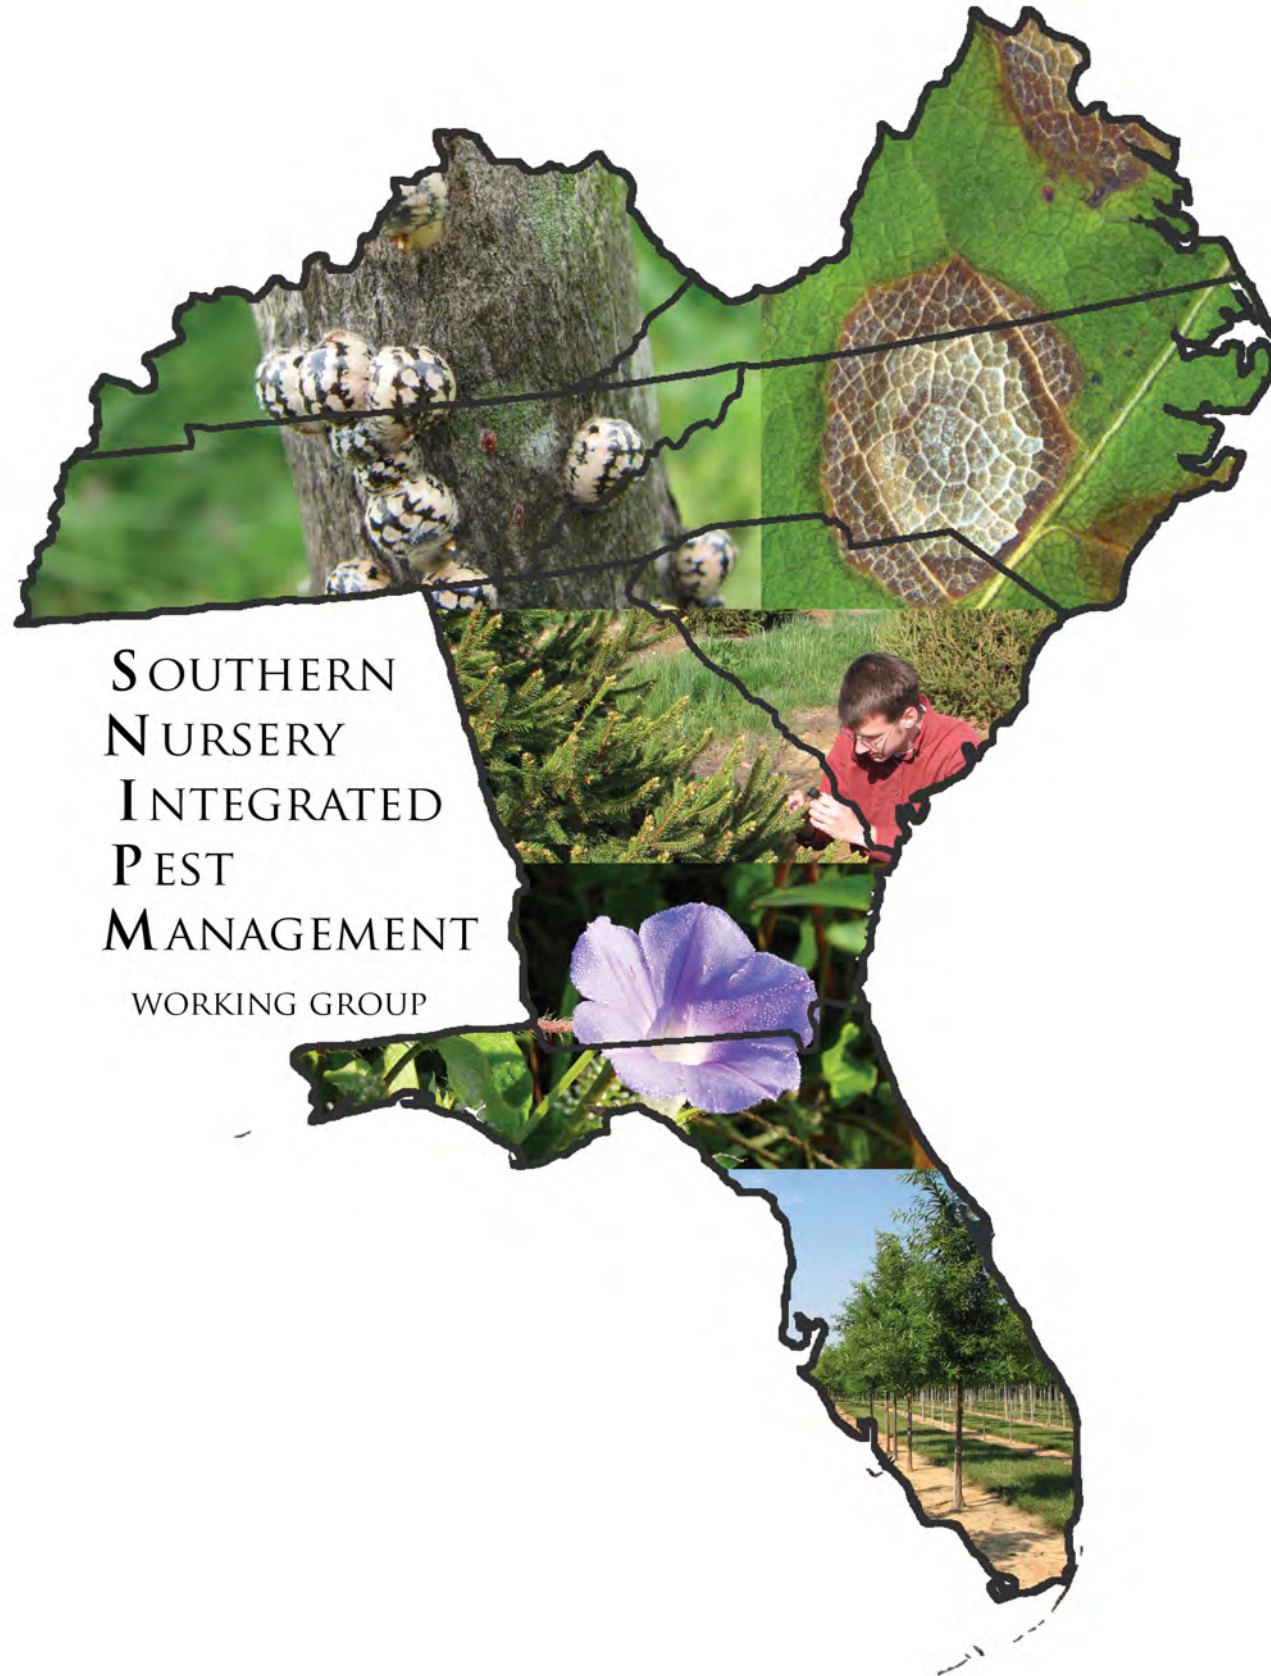 SOUTHERN
NURSERY
INTEGRATED
PEST
MANAGEMENT
WORKING GROUP